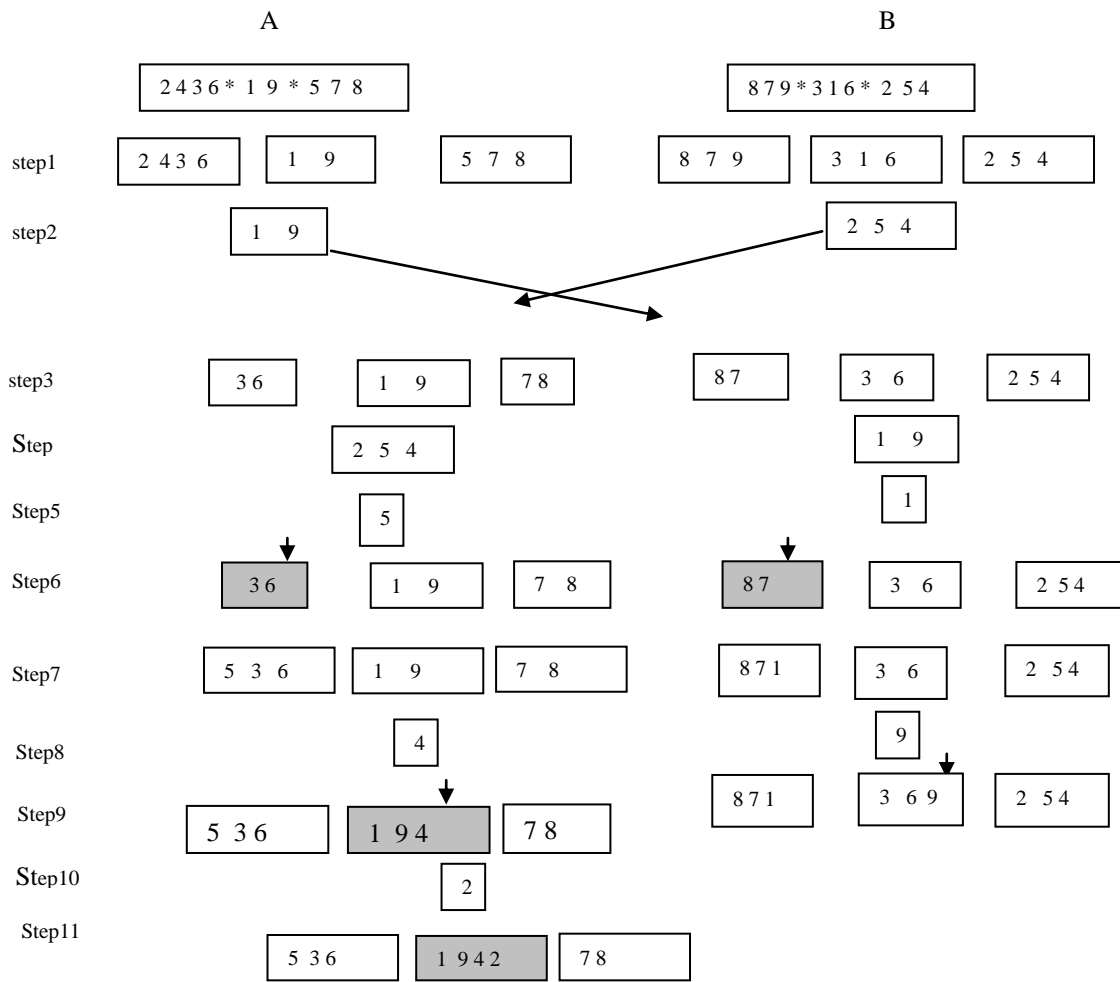 A B
2 4 3 6 * 1 9 * 5 7 8 8 7 9 * 3 1 6 * 2 5 4
step1 2 4 3 6 1 9 5 7 8 8 7 9 3 1 6 2 5 4
step2 1 9 2 5 4
step3 3 6 1 9 7 8 8 7 3 6 2 5 4
Step 2 5 4 1 9
Step5 5 1
Step6 3 6 1 9 7 8 8 7 3 6 2 5 4
Step7 5 3 6 1 9 7 8 8 7 1 3 6 2 5 4
Step8 4 9
Step9 5 3 6 1 9 4 7 8 8 7 1 3 6 9 2 5 4
Step10 2
Step11 5 3 6 1 9 4 2 7 8